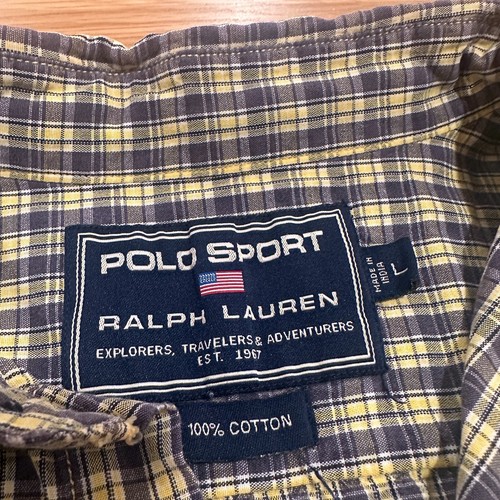 POLO SPORT
RALPH LAUREN
EXPLORERS, TRAVELERS & ADVENTURERS
EST. 1967
L
MADE IN
INDIA
100% COTTON